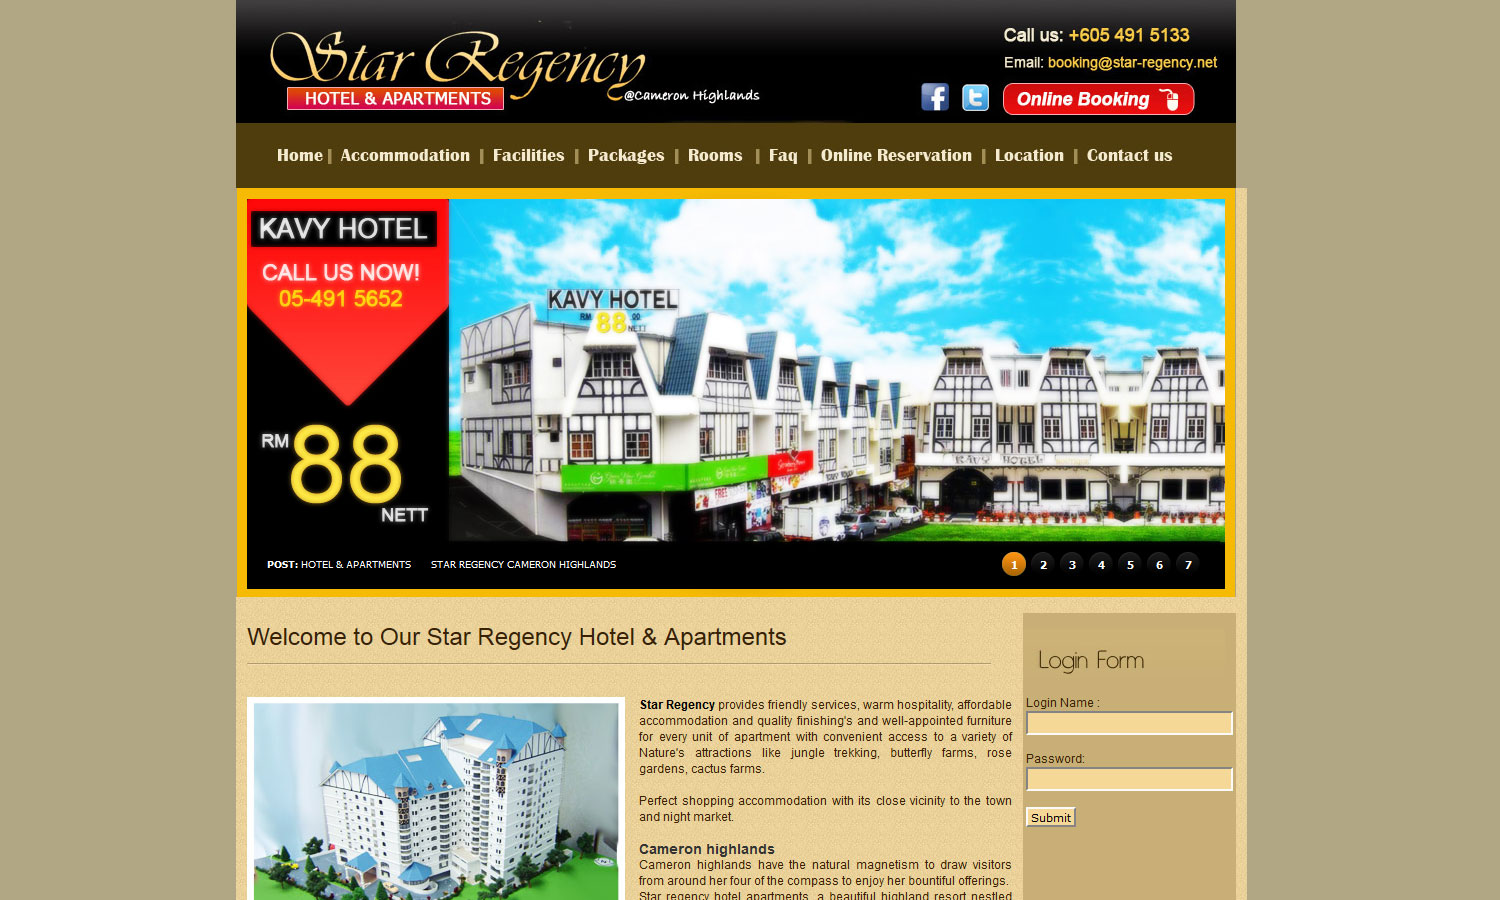 Star Regency
HOTEL & APARTMENTS
@Cameron Highlands
Call us: +605 491 5133
Email: booking@star-regency.net
Online Booking
Home | Accommodation | Facilities | Packages | Rooms | Faq | Online Reservation | Location | Contact us
KAVY HOTEL
CALL US NOW!
05-491 5652
RM 88
NETT
KAVY HOTEL
RM 88 00 NETT
KAVY HOTEL
FREE
POST: HOTEL & APARTMENTS STAR REGENCY CAMERON HIGHLANDS
1 2 3 4 5 6 7
Welcome to Our Star Regency Hotel & Apartments
Star Regency provides friendly services, warm hospitality, affordable
accommodation and quality finishing's and well-appointed furniture
for every unit of apartment with convenient access to a variety of
Nature's attractions like jungle trekking, butterfly farms, rose
gardens, cactus farms.
Perfect shopping accommodation with its close vicinity to the town
and night market.
Cameron highlands
Cameron highlands have the natural magnetism to draw visitors
from around her four of the compass to enjoy her bountiful offerings.
Star regency hotel apartments, a beautiful highland resort nestled
Login Form
Login Name :
Password:
Submit